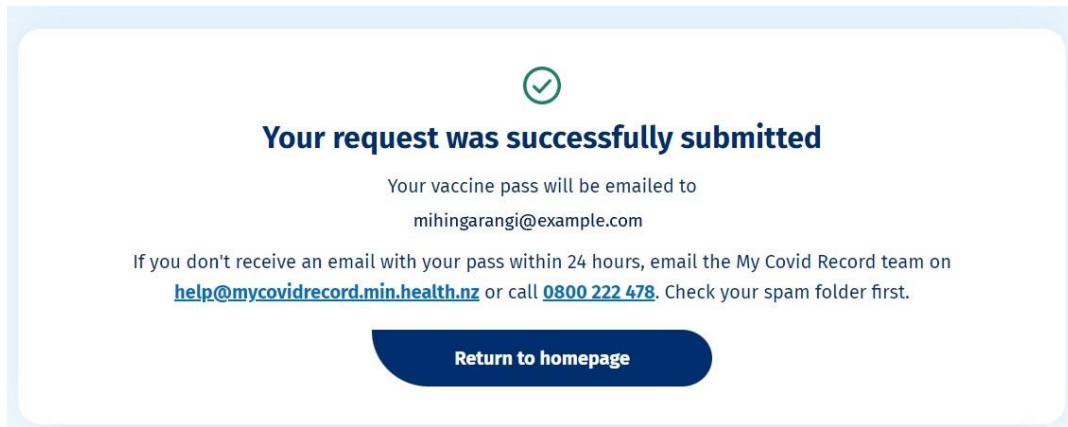 Your request was successfully submitted
Your vaccine pass will be emailed to
mihingarangi@example.com
If you don't receive an email with your pass within 24 hours, email the My Covid Record team on
help@mycovidrecord.min.health.nz or call 0800 222 478. Check your spam folder first.
Return to homepage